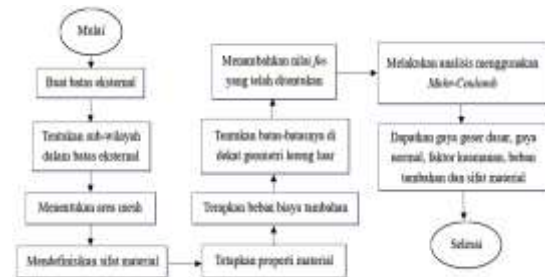 Mulai
Buat batas eksternal
Tentukan sub-wilayah
dalam batas eksternal
Menentukan area mesh
Mendefinisikan sifat material
Tetapkan properti material
Terapkan beban biaya tambahan
Tentukan batas-batasnya di
dekat geometri lereng luar
Menambahkan nilai fos
yang telah ditentukan
Melakukan analisis menggunakan
Mohr-Coulomb
Dapatkan gaya geser dasar, gaya
normal, faktor keamanan, beban
tambahan dan sifat material
Selesai